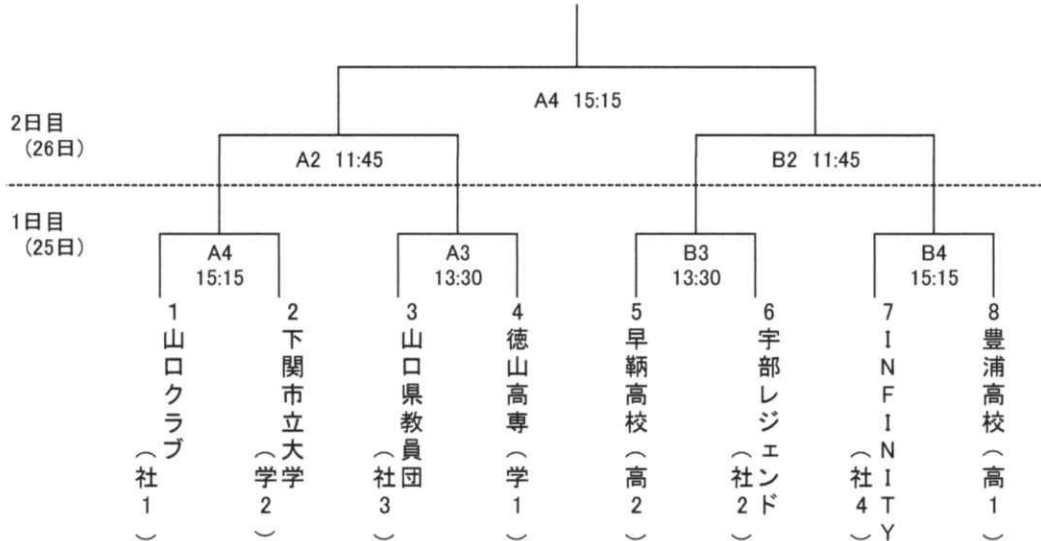 A4 15:15
2日目
(26日)
A2 11:45
B2 11:45
1日目
(25日)
A4
15:15
A3
13:30
B3
13:30
B4
15:15
1山口クラブ
(社1)
2下関市立大学
(学2)
3山口県教員団
(社3)
4徳山高専(学1)
5早鞆高校(高2)
6宇部レジェンド
(社2)
7INFINITY
(社4)
8豊浦高校(高1)